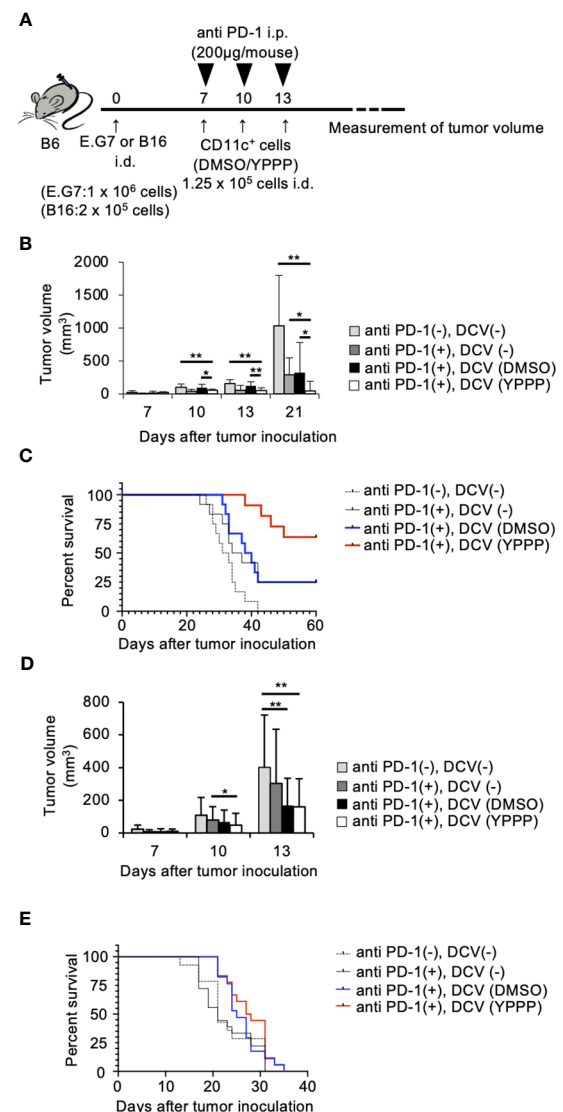 A
anti PD-1 i.p.
(200µg/mouse)
0
7
10
13
B6
E.G7 or B16
i.d.
CD11c⁺ cells
(DMSO/YPPP)
1.25 x 10⁵ cells i.d.
Measurement of tumor volume
(E.G7:1 x 10⁶ cells)
(B16:2 x 10⁵ cells)
B
Tumor volume
(mm³)
2000
1500
1000
500
0
**
*
**
**
**
*
*
7
10
13
21
Days after tumor inoculation
anti PD-1(-), DCV(-)
anti PD-1(+), DCV (-)
anti PD-1(+), DCV (DMSO)
anti PD-1(+), DCV (YPPP)
C
Percent survival
100
75
50
25
0
0
20
40
60
Days after tumor inoculation
anti PD-1(-), DCV(-)
anti PD-1(+), DCV (-)
anti PD-1(+), DCV (DMSO)
anti PD-1(+), DCV (YPPP)
D
Tumor volume
(mm³)
800
600
400
200
0
*
**
**
7
10
13
Days after tumor inoculation
anti PD-1(-), DCV(-)
anti PD-1(+), DCV (-)
anti PD-1(+), DCV (DMSO)
anti PD-1(+), DCV (YPPP)
E
Percent survival
100
75
50
25
0
0
10
20
30
40
Days after tumor inoculation
anti PD-1(-), DCV(-)
anti PD-1(+), DCV (-)
anti PD-1(+), DCV (DMSO)
anti PD-1(+), DCV (YPPP)